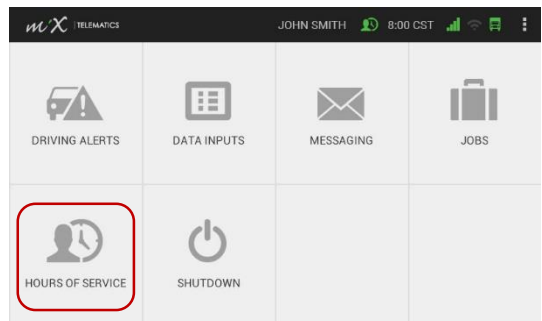 MiX TELEMATICS JOHN SMITH 8:00 CST
DRIVING ALERTS DATA INPUTS MESSAGING JOBS
HOURS OF SERVICE SHUTDOWN